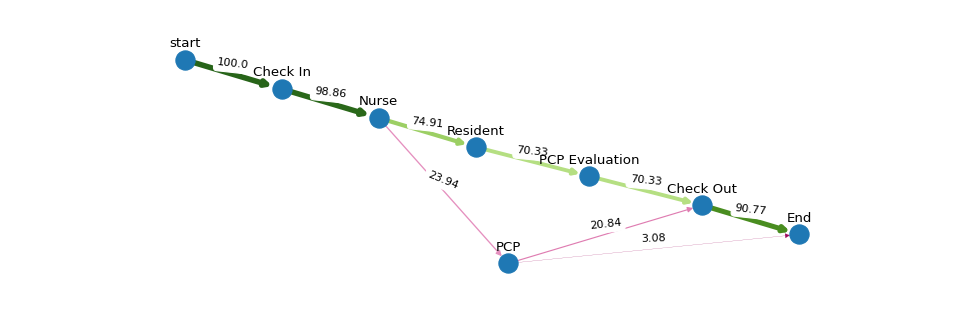 start
100.0
Check In
98.86
Nurse
74.91
Resident
70.33
PCP Evaluation
70.33
Check Out
23.94
90.77
End
20.84
3.08
PCP